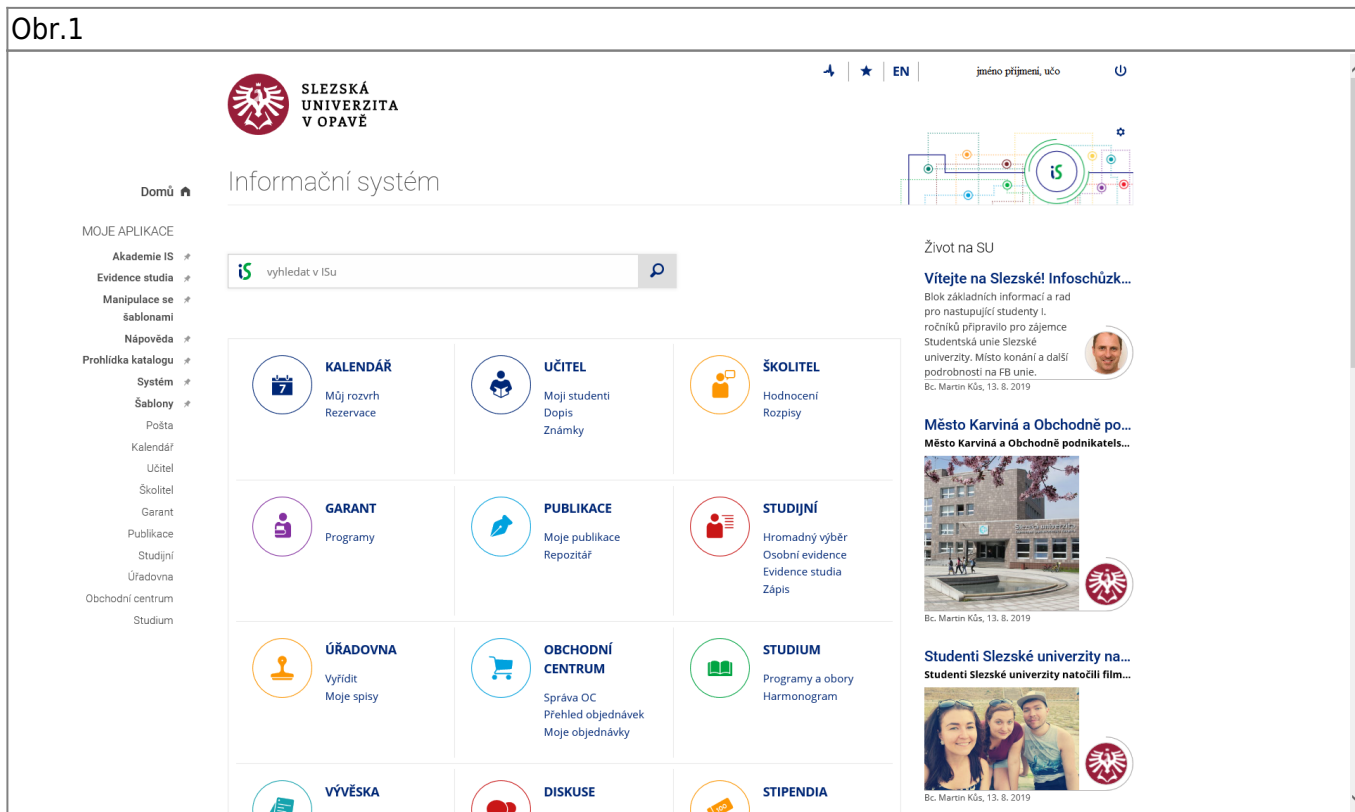 Obr.1
SLEZSKÁ
UNIVERZITA
V OPAVĚ
EN
jméno příjmení, učo
Domů
Informační systém
iS
MOJE APLIKACE
Akademie IS
Evidence studia
Manipulace se
šablonami
Nápověda
Prohlídka katalogu
Systém
Šablony
Pošta
Kalendář
Učitel
Školitel
Garant
Publikace
Studijní
Úřadovna
Obchodní centrum
Studium
iS vyhledat v ISu
7
KALENDÁŘ
Můj rozvrh
Rezervace
UČITEL
Moji studenti
Dopis
Známky
ŠKOLITEL
Hodnocení
Rozpisy
GARANT
Programy
PUBLIKACE
Moje publikace
Repozitář
STUDIJNÍ
Hromadný výběr
Osobní evidence
Evidence studia
Zápis
ÚŘADOVNA
Vyřídit
Moje spisy
OBCHODNÍ
CENTRUM
Správa OC
Přehled objednávek
Moje objednávky
STUDIUM
Programy a obory
Harmonogram
VÝVĚSKA
DISKUSE
100
STIPENDIA
Život na SU
Vítejte na Slezské! Infoschůzk...
Blok základních informací a rad
pro nastupující studenty I.
ročníků připravilo pro zájemce
Studentská unie Slezské
univerzity. Místo konání a další
podrobnosti na FB unie.
Bc. Martin Kůs, 13. 8. 2019
Město Karviná a Obchodně po...
Město Karviná a Obchodně podnikatels...
Slezská univerzita
Bc. Martin Kůs, 13. 8. 2019
Studenti Slezské univerzity na...
Studenti Slezské univerzity natočili film...
Bc. Martin Kůs, 13. 8. 2019